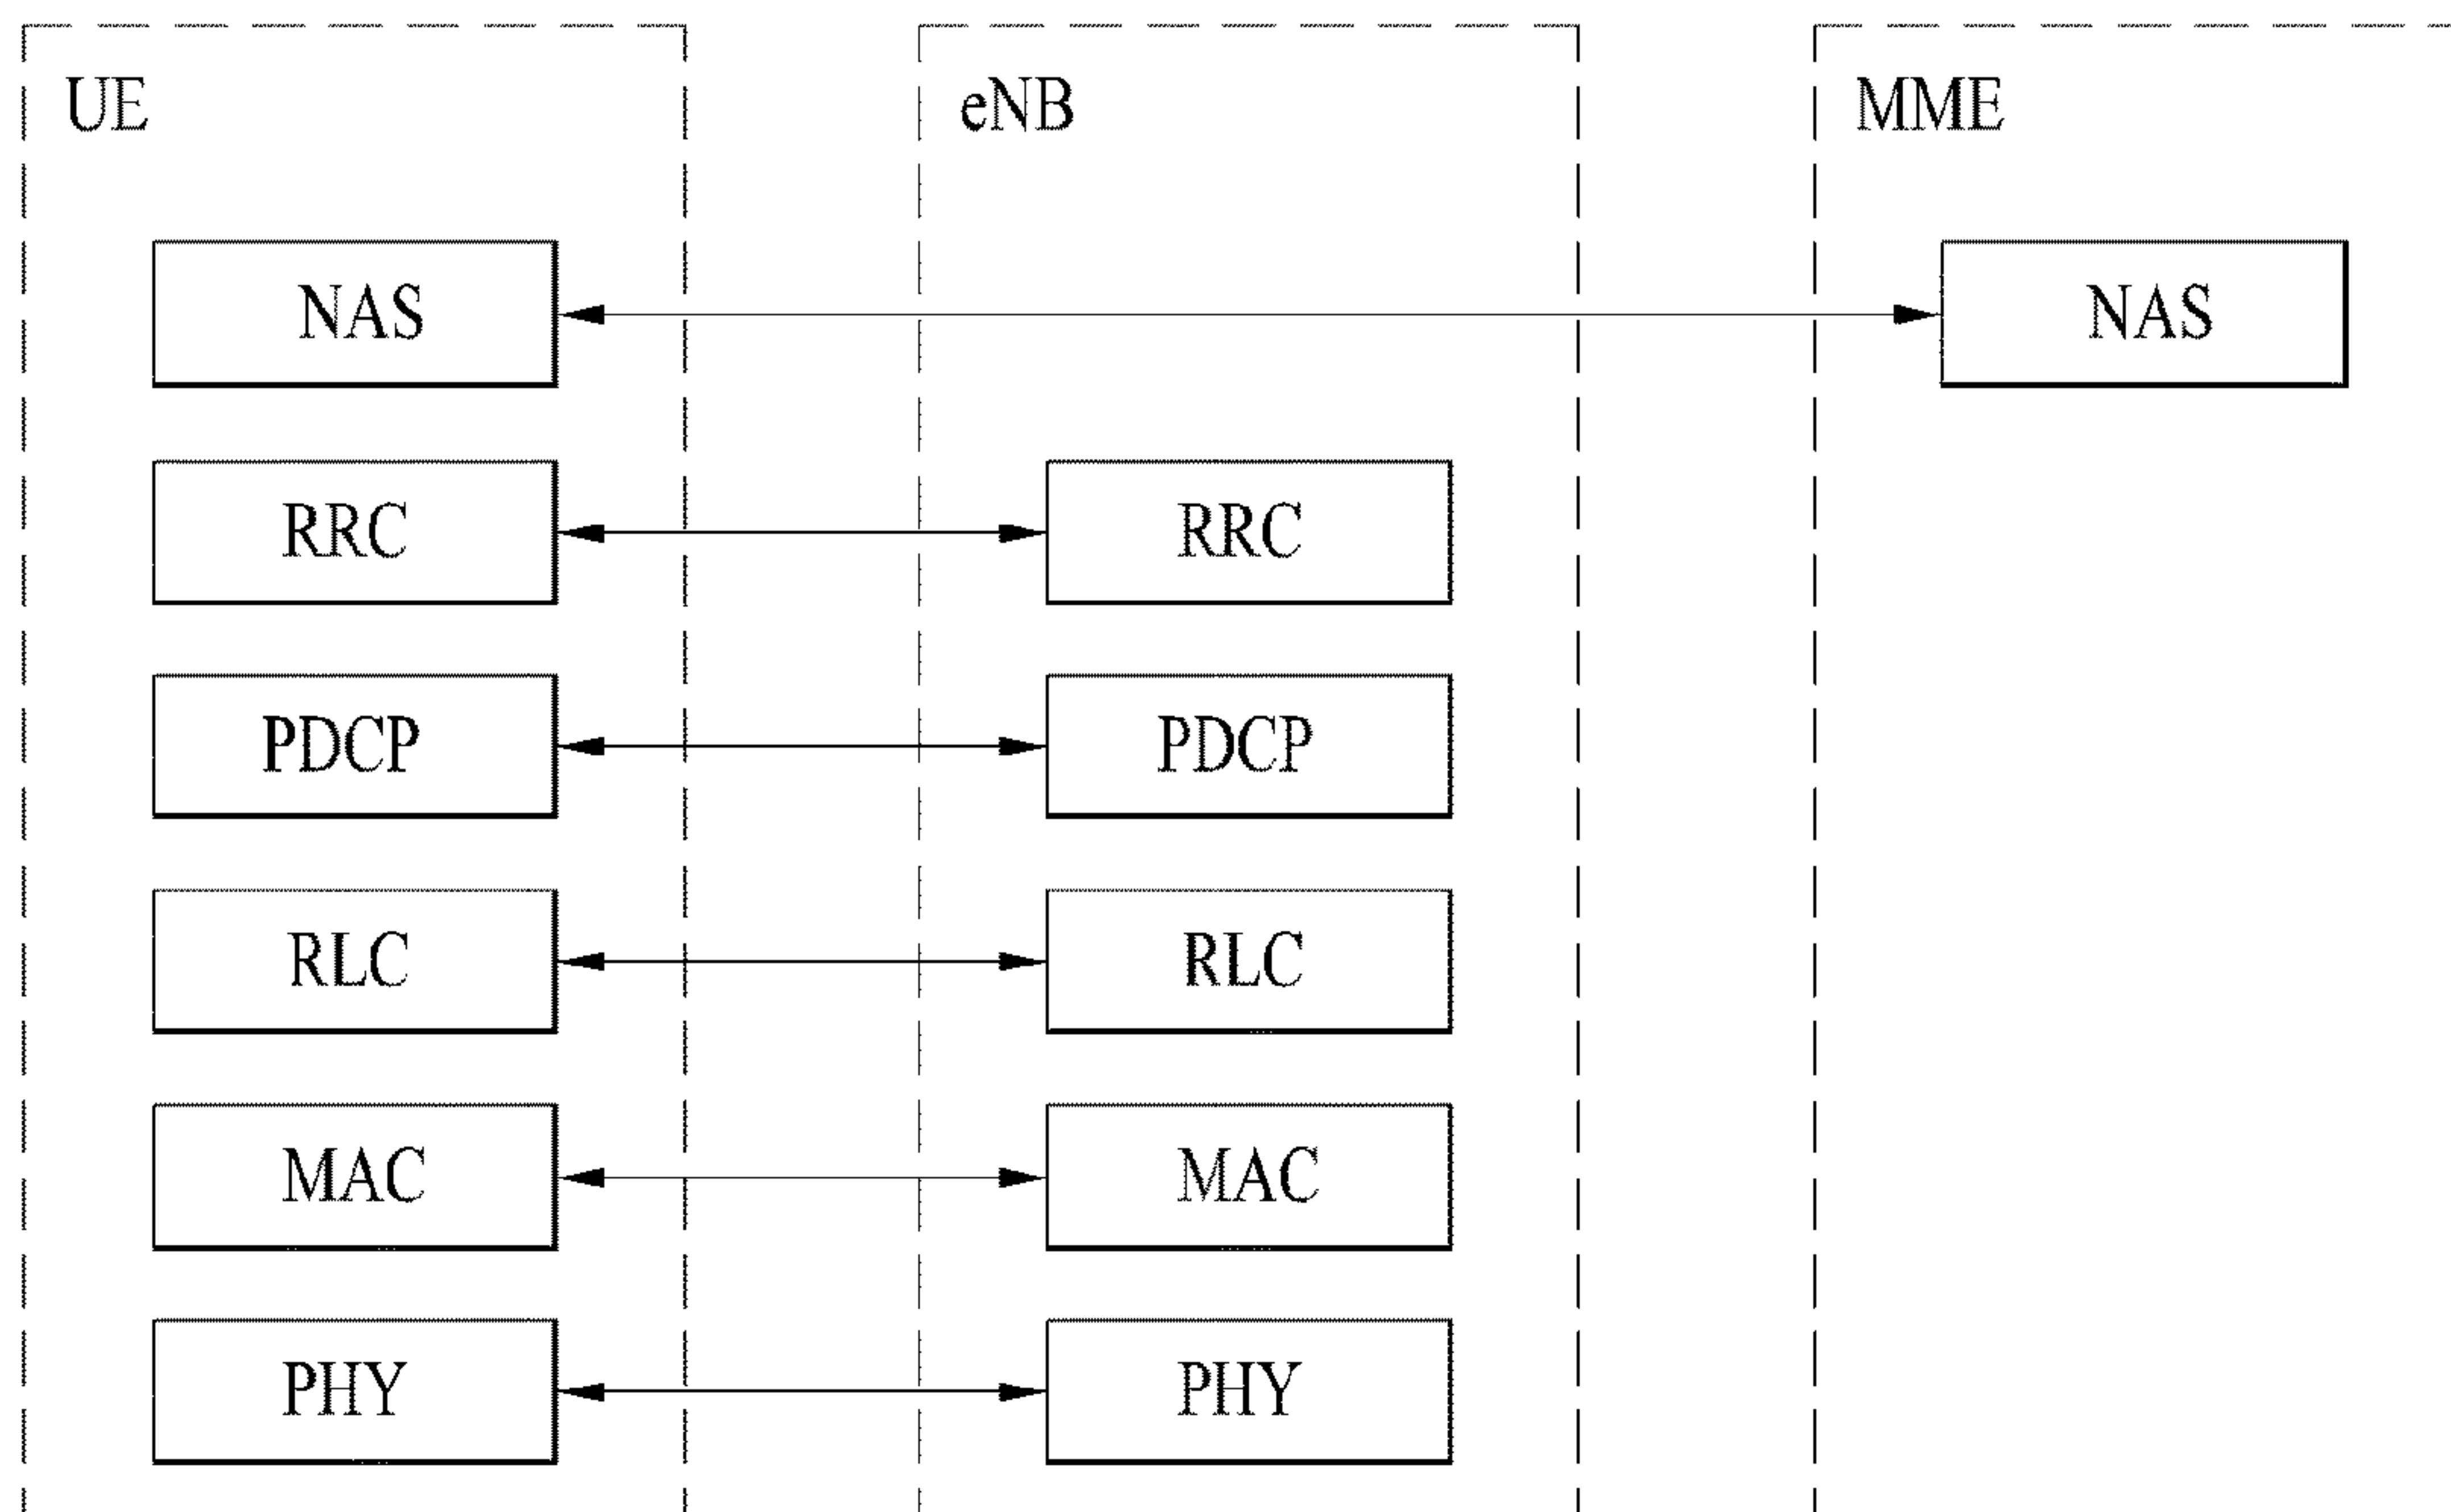 UE eNB MME
NAS NAS
RRC RRC
PDCP PDCP
RLC RLC
MAC MAC
PHY PHY